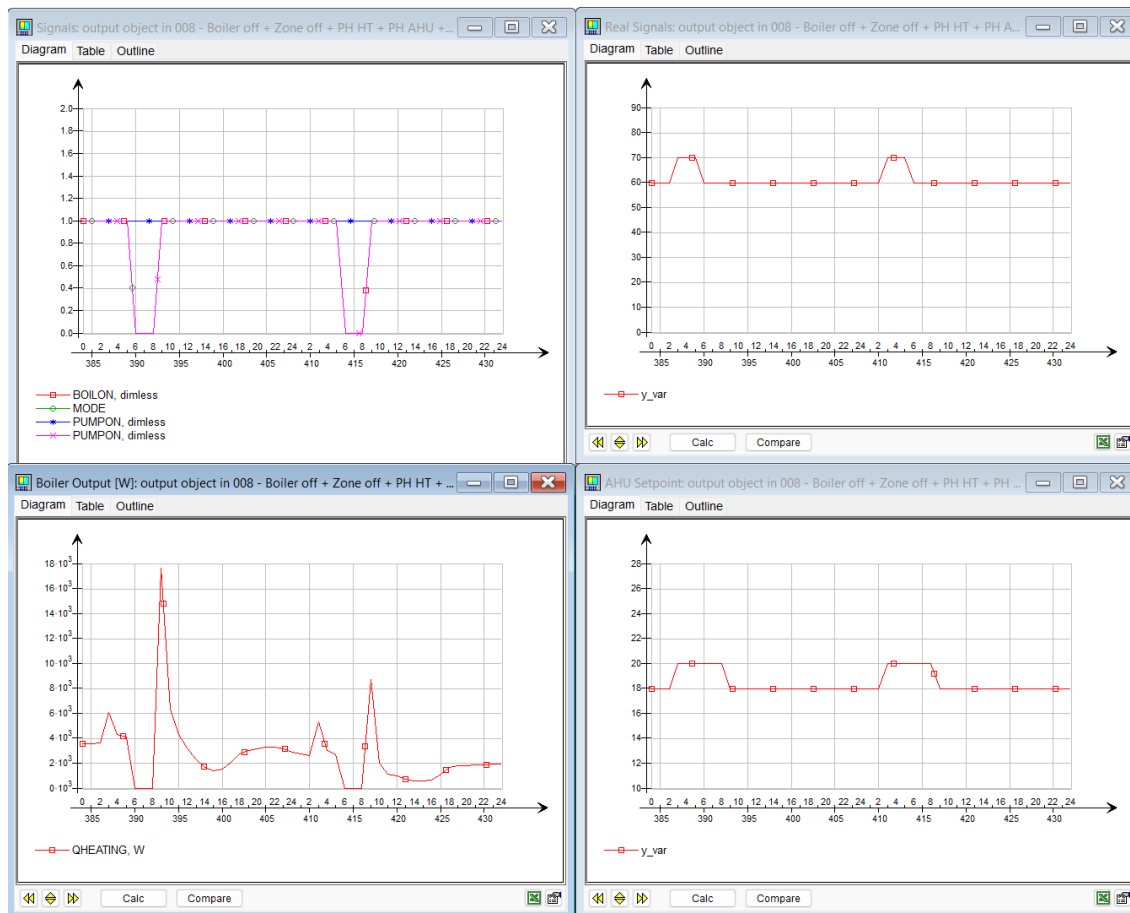 Signals: output object in 008 - Boiler off + Zone off + PH HT + PH AHU +...
Diagram Table Outline
2.0
1.8
1.6
1.4
1.2
1.0
0.8
0.6
0.4
0.2
0.0
0 2 4 6 8 10 12 14 16 18 20 22 24 2 4 6 8 10 12 14 16 18 20 22 24
385 390 395 400 405 410 415 420 425 430
BOILON, dimless
MODE
PUMPON, dimless
PUMPON, dimless
Real Signals: output object in 008 - Boiler off + Zone off + PH HT + PH A...
Diagram Table Outline
90
80
70
60
50
40
30
20
10
0
0 2 4 6 8 10 12 14 16 18 20 22 24 2 4 6 8 10 12 14 16 18 20 22 24
385 390 395 400 405 410 415 420 425 430
y_var
Calc Compare
Boiler Output [W]: output object in 008 - Boiler off + Zone off + PH HT + ...
Diagram Table Outline
18·10³
16·10³
14·10³
12·10³
10·10³
8·10³
6·10³
4·10³
2·10³
0·10³
0 2 4 6 8 10 12 14 16 18 20 22 24 2 4 6 8 10 12 14 16 18 20 22 24
385 390 395 400 405 410 415 420 425 430
QHEATING, W
Calc Compare
AHU Setpoint: output object in 008 - Boiler off + Zone off + PH HT + PH ...
Diagram Table Outline
28
26
24
22
20
18
16
14
12
10
0 2 4 6 8 10 12 14 16 18 20 22 24 2 4 6 8 10 12 14 16 18 20 22 24
385 390 395 400 405 410 415 420 425 430
y_var
Calc Compare